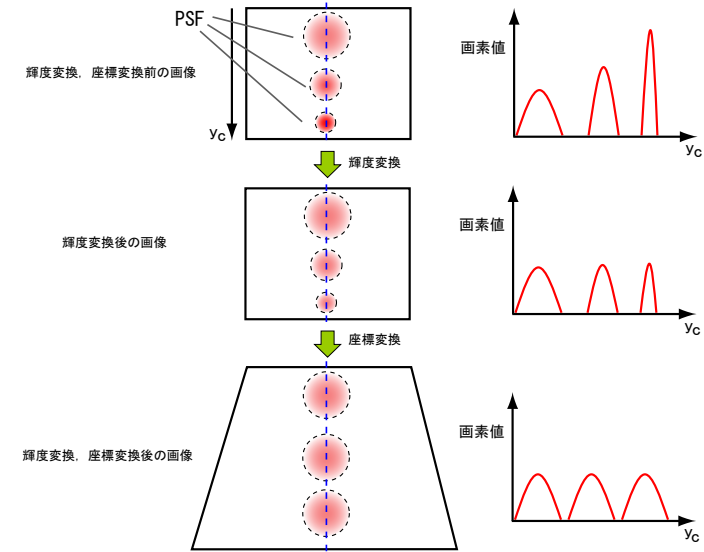 PSF
画素値
輝度変換，座標変換前の画像
yC
yC
輝度変換
画素値
輝度変換後の画像
yC
座標変換
画素値
輝度変換，座標変換後の画像
yC